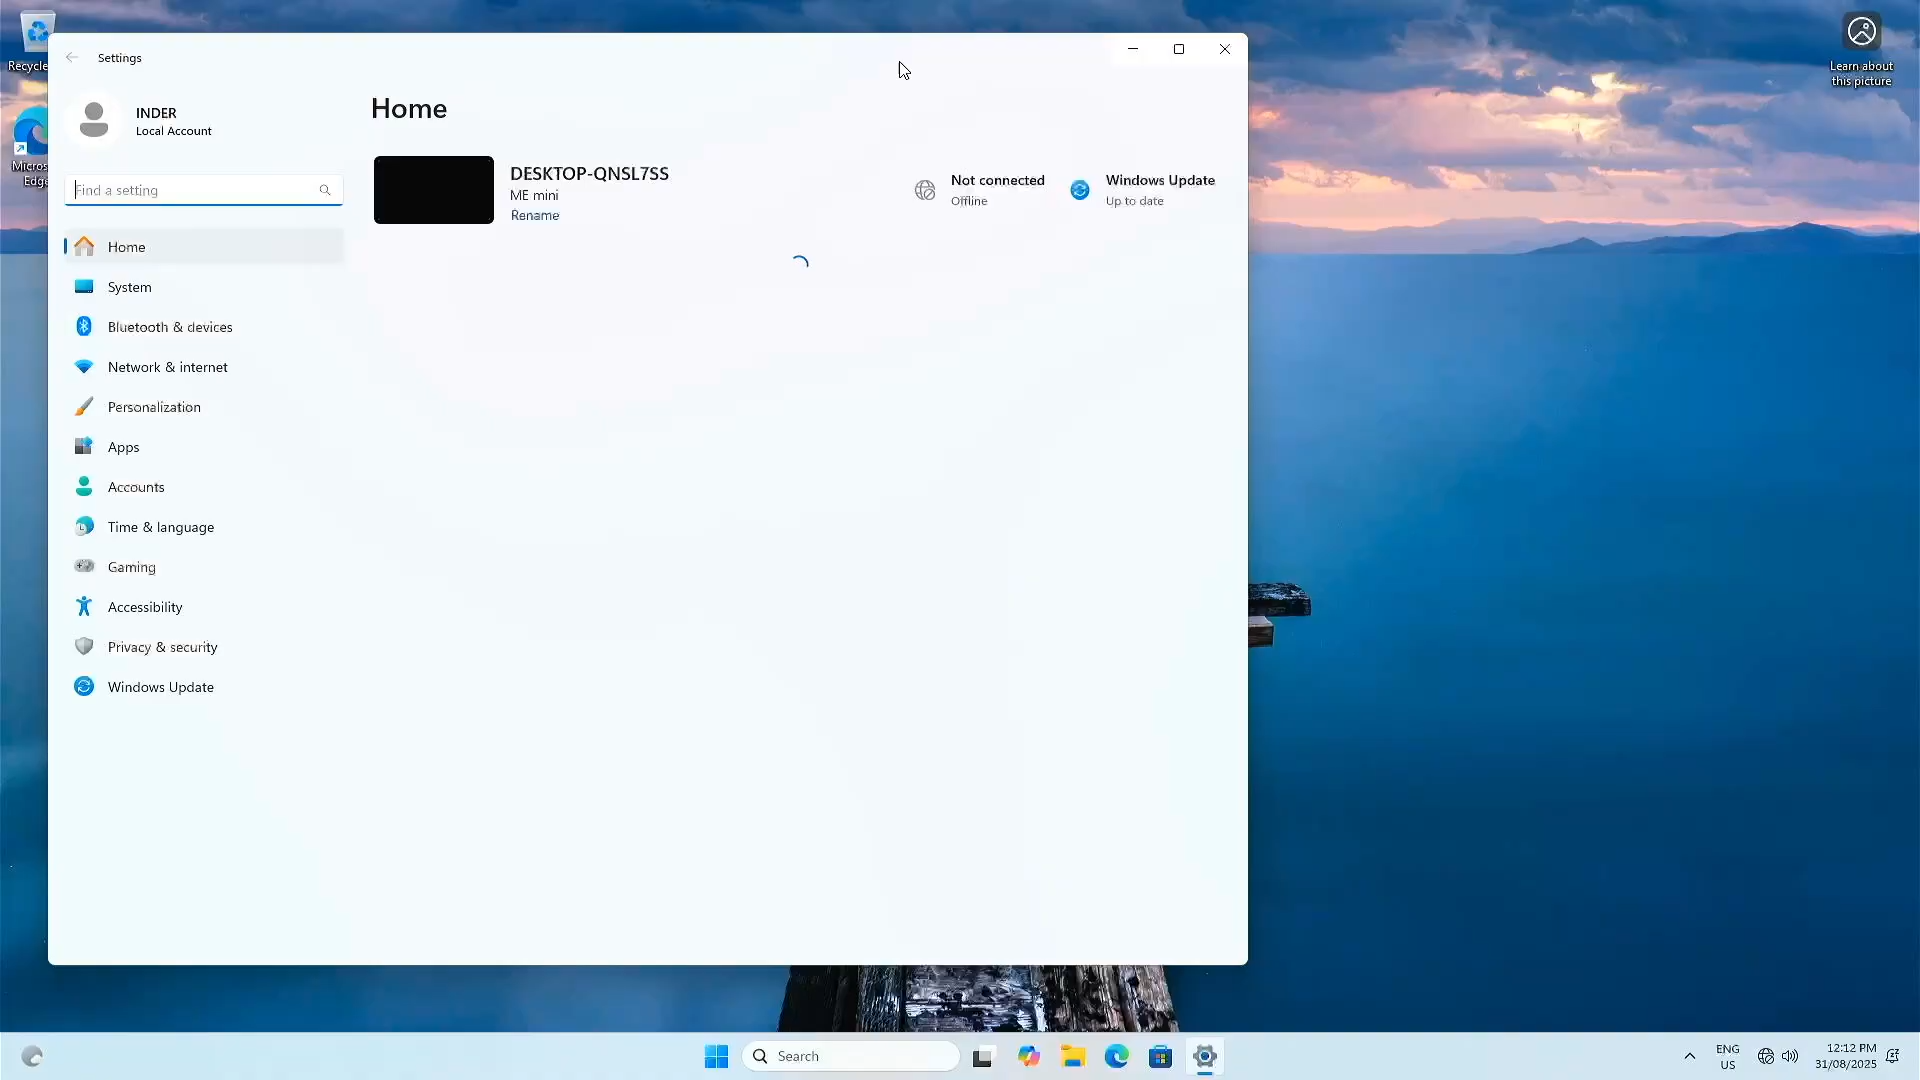 Recycle
Micros
Edge
Learn about
this picture
Settings
INDER
Local Account
Find a setting
Home
System
Bluetooth & devices
Network & internet
Personalization
Apps
Accounts
Time & language
Gaming
Accessibility
Privacy & security
Windows Update
Home
DESKTOP-QNSL7SS
ME mini
Rename
Not connected
Offline
Windows Update
Up to date
Search
ENG
US
12:12 PM
31/08/2025